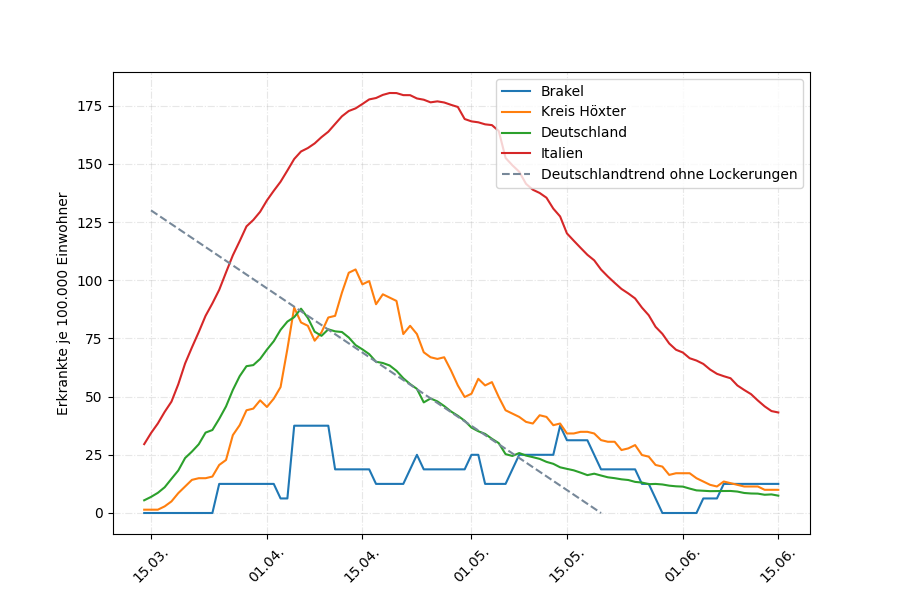 Brakel
Kreis Höxter
Deutschland
Italien
Deutschlandtrend ohne Lockerungen
Erkrankte je 100.000 Einwohner
175
150
125
100
75
50
25
0
15.03.
01.04.
15.04.
01.05.
15.05.
01.06.
15.06.